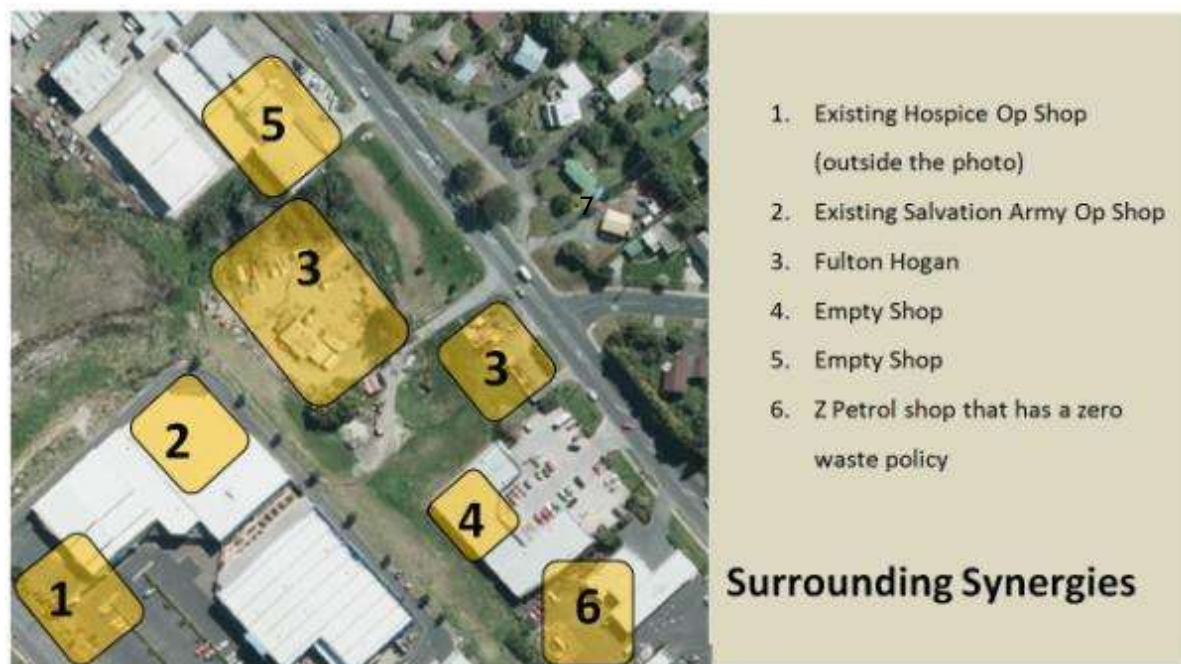 5
7
3
3
2
4
1
6
1. Existing Hospice Op Shop
(outside the photo)
2. Existing Salvation Army Op Shop
3. Fulton Hogan
4. Empty Shop
5. Empty Shop
6. Z Petrol shop that has a zero
waste policy
Surrounding Synergies